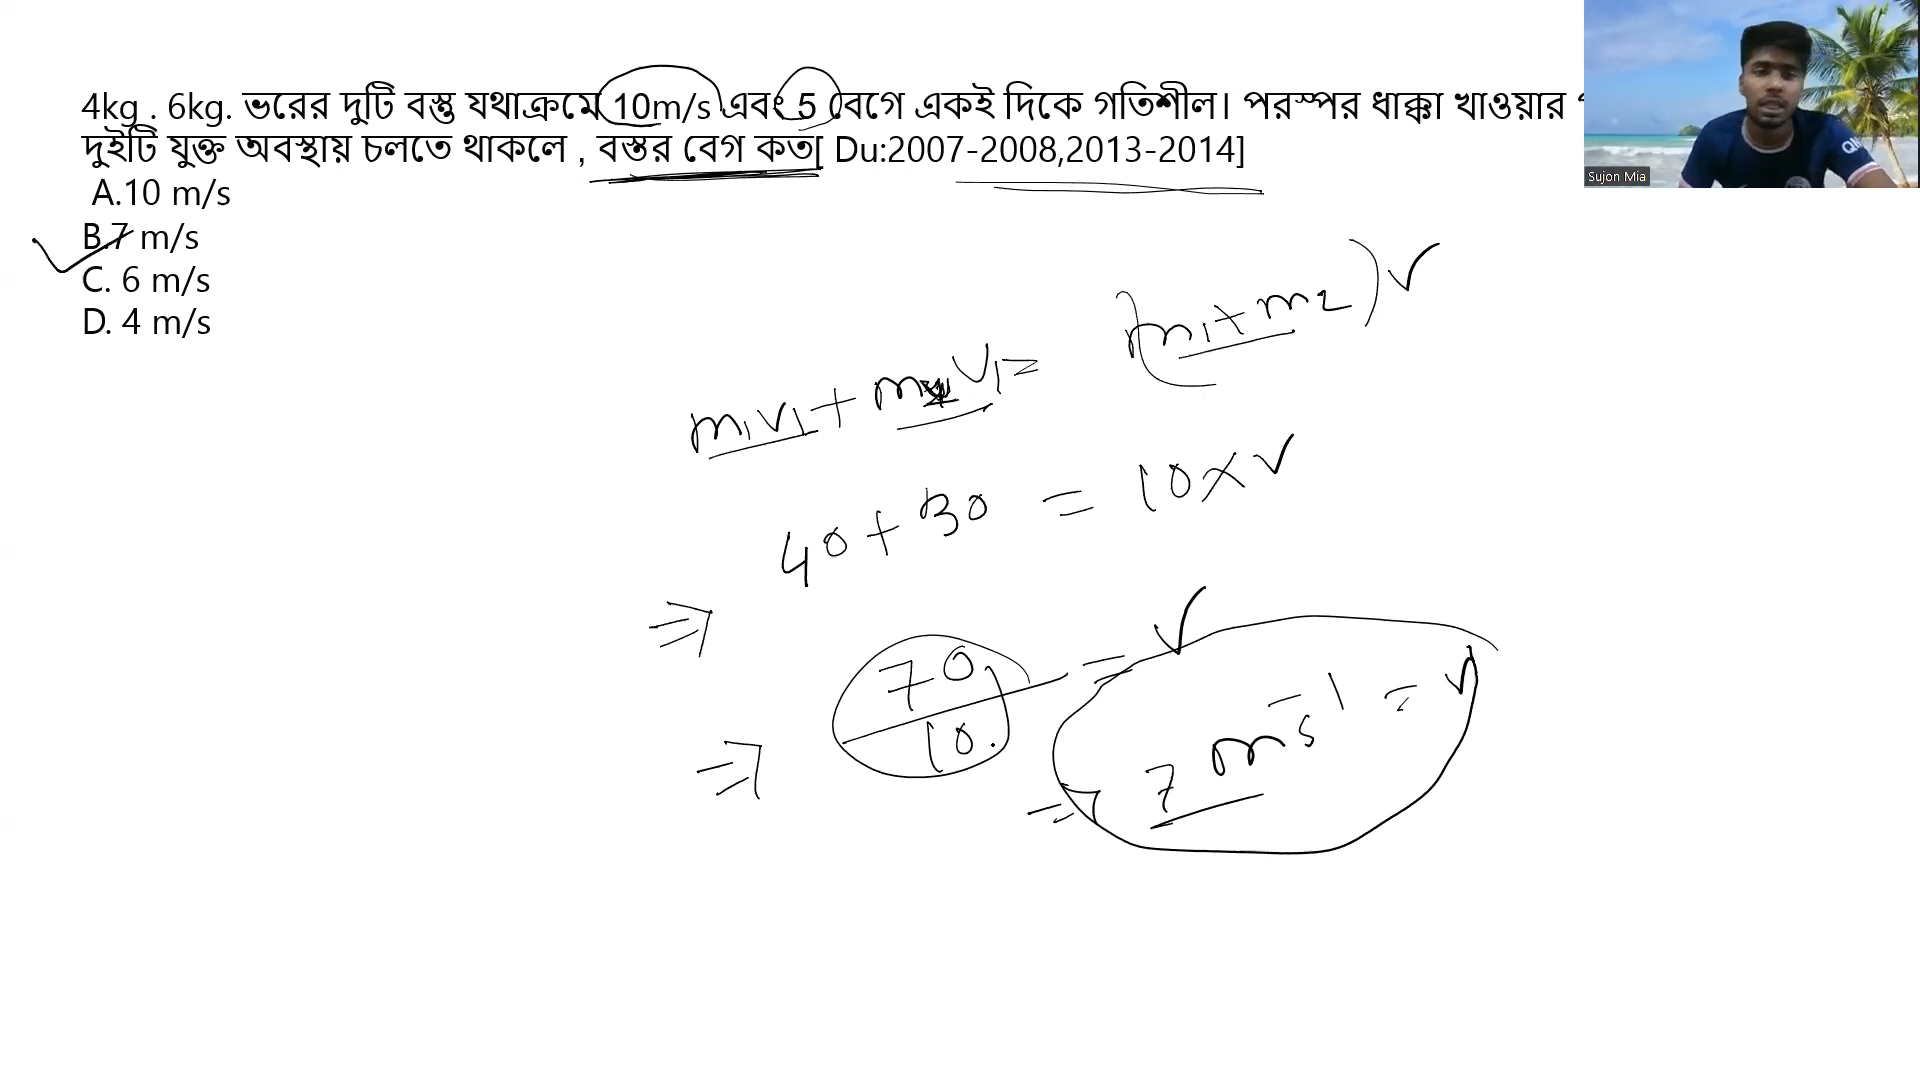 4kg . 6kg. ভরের দুটি বস্তু যথাক্রমে 10m/s এবং 5 বেগে একই দিকে গতিশীল। পরস্পর ধাক্কা খাওয়ার
দুইটি যুক্ত অবস্থায় চলতে থাকলে , বস্তর বেগ কত[ Du:2007-2008,2013-2014]
A.10 m/s
B.7 m/s
C. 6 m/s
D. 4 m/s
Sujon Mia
m₁v₁+m₂v₁= (m₁+m₂)v
40+30 = 10×v
⇒
70/10 = v
⇒
⇒ 7 ms⁻¹ = v